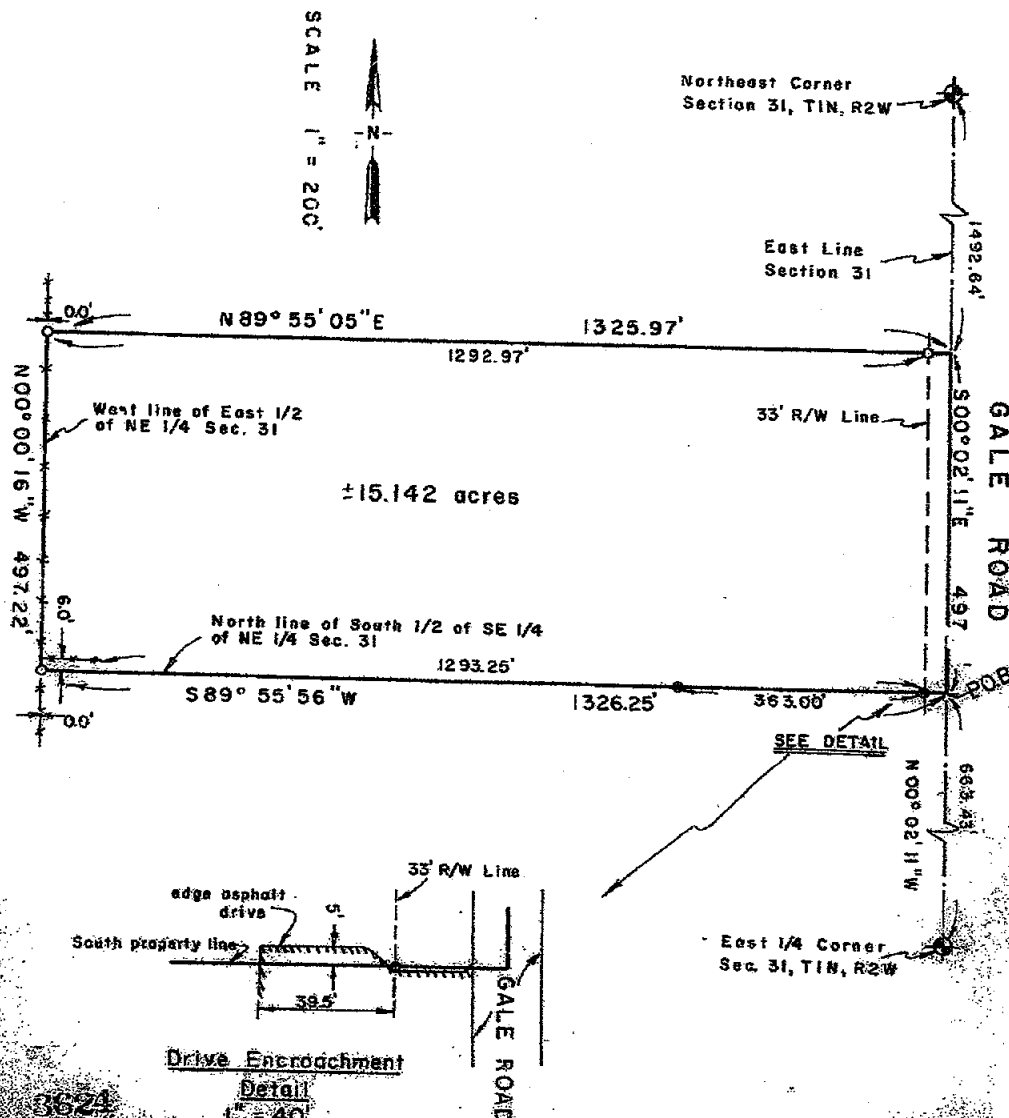 SCALE 1" = 200'
-N-
Northeast Corner
Section 31, T1N, R2W
1492.64'
East Line
Section 31
0.0'
N 89° 55' 05" E
1325.97'
1292.97'
33' R/W Line
S 00° 02' 11" E 497
GALE ROAD
West line of East 1/2
of NE 1/4 Sec. 31
N 00° 00' 16" W 497.22'
±15.142 acres
6.0'
North line of South 1/2 of SE 1/4
of NE 1/4 Sec. 31
1293.25'
S 89° 55' 56" W
1326.25'
363.00'
P.O.B
0.0'
SEE DETAIL
663.43'
N 00° 02' 11" W
33' R/W Line
edge asphalt
drive
5'
South property line
39.5'
GALE ROAD
East 1/4 Corner
Sec. 31, T1N, R2W
Drive Encroachment
Detail
1" = 40'
3624